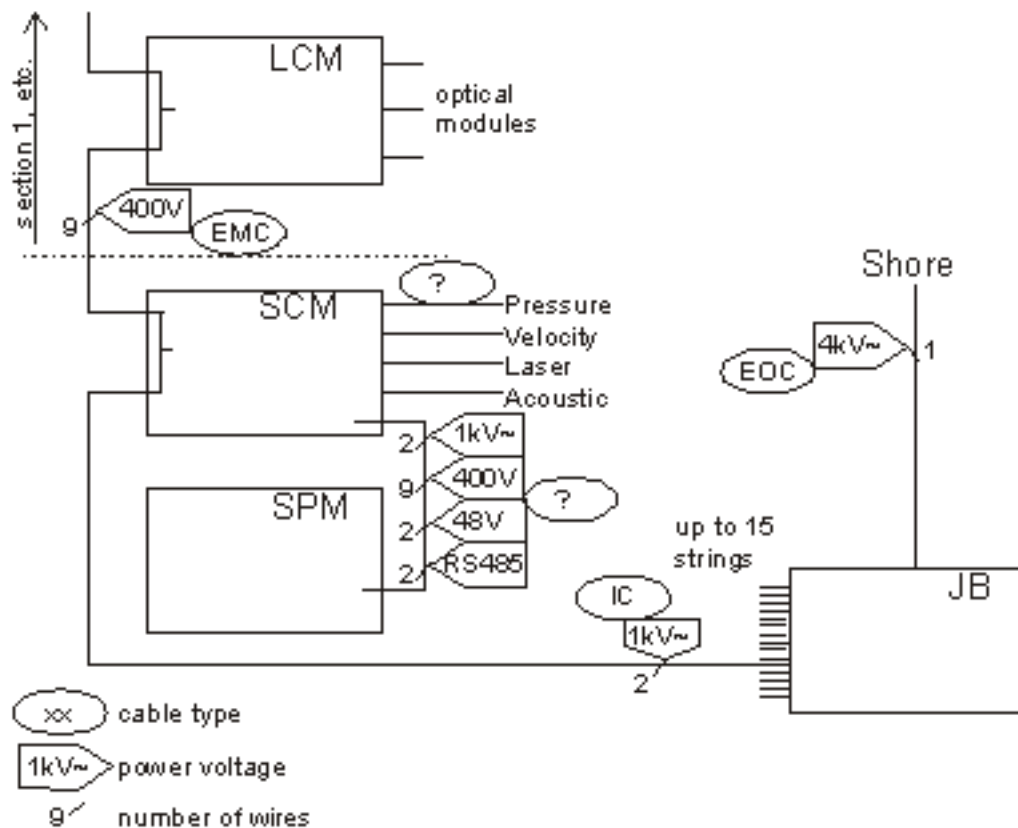 section 1, etc.
LCM
optical
modules
400V
9
EMC
?
SCM
Pressure
Velocity
Laser
Acoustic
2
1kV~
9
400V
?
2
48V
2
RS485
SPM
Shore
4kV~
1
EOC
up to 15
strings
JB
IC
1kV~
2
xx
cable type
1kV~
power voltage
9
number of wires